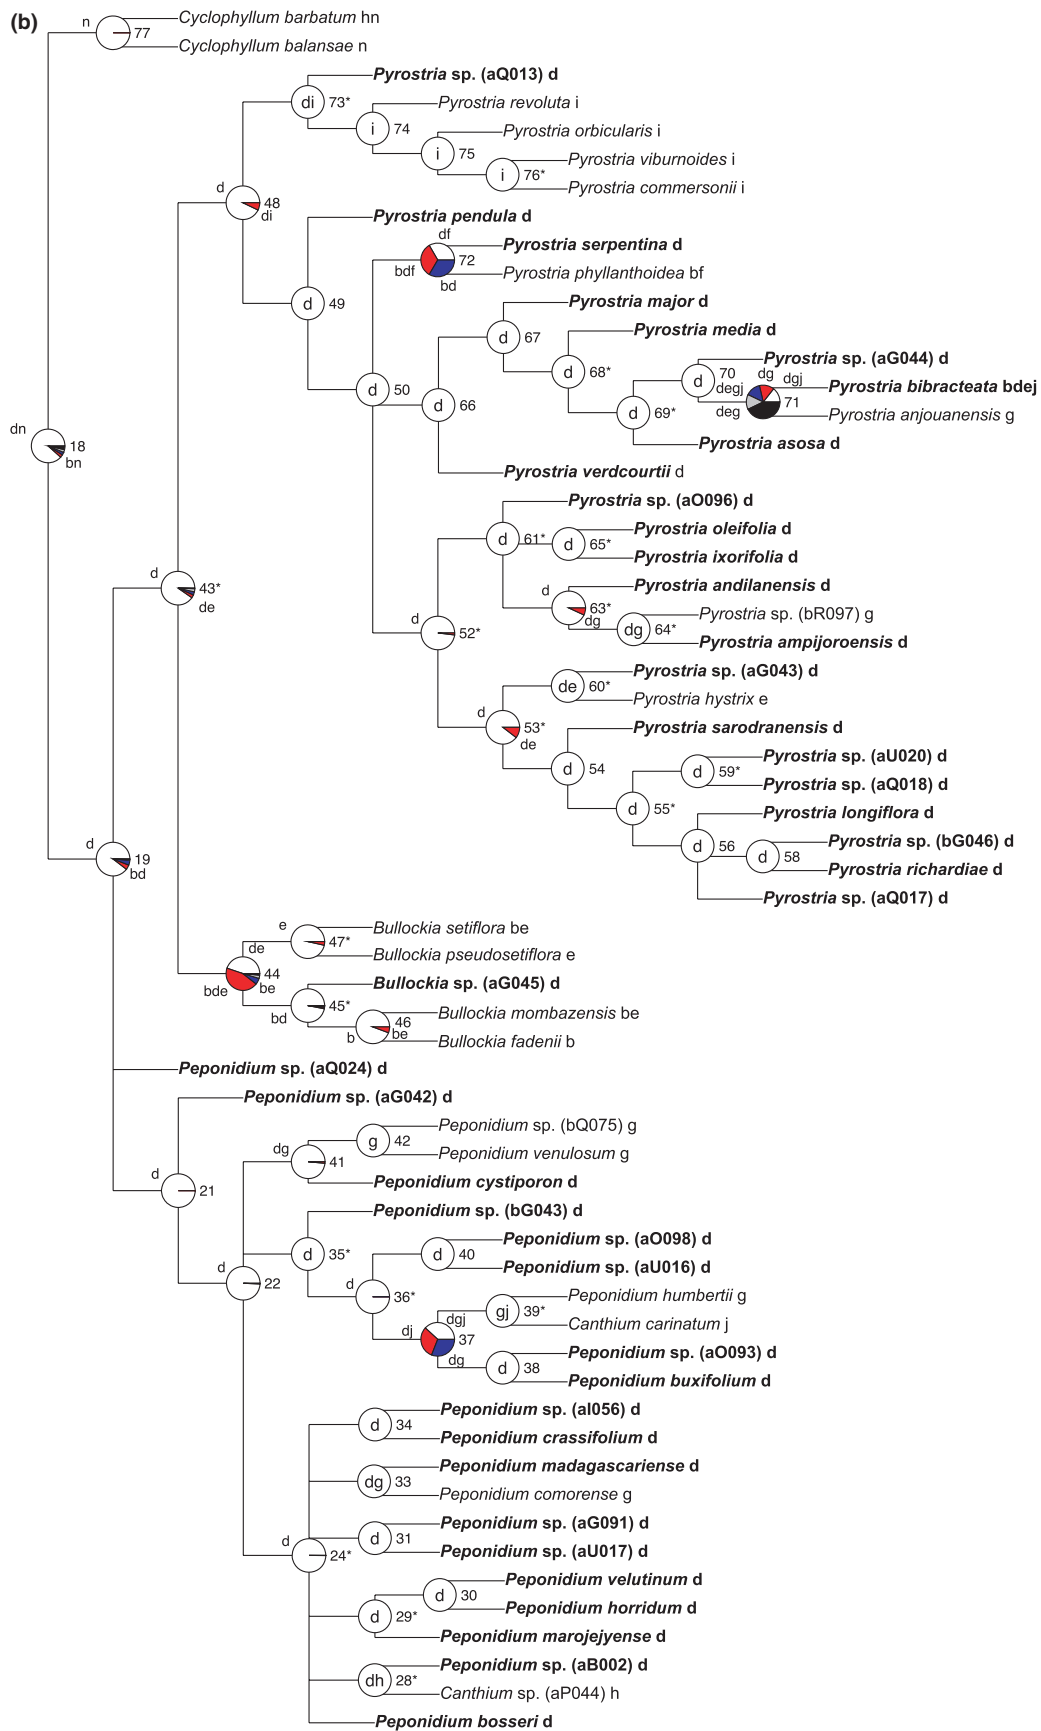 (b)
n
77
Cyclophyllum barbatum hn
Cyclophyllum balansae n
Pyrostria sp. (aQ013) d
di 73*
Pyrostria revoluta i
i 74
Pyrostria orbicularis i
i 75
Pyrostria viburnoides i
i 76*
Pyrostria commersonii i
d
48
di
Pyrostria pendula d
df
Pyrostria serpentina d
72
bdf
Pyrostria phyllanthoidea bf
bd
d 49
Pyrostria major d
d 67
Pyrostria media d
Pyrostria sp. (aG044) d
d 68*
d 70
dg
dgj
degj
Pyrostria bibracteata bdej
d 50
d 66
71
deg
Pyrostria anjouanensis g
d 69*
dn
18
bn
Pyrostria asosa d
Pyrostria verdcourtii d
Pyrostria sp. (aO096) d
Pyrostria oleifolia d
d 61*
d 65*
Pyrostria ixorifolia d
d
43*
de
Pyrostria andilanensis d
d
63*
dg
Pyrostria sp. (bR097) g
d
52*
dg 64*
Pyrostria ampijoroensis d
Pyrostria sp. (aG043) d
de 60*
Pyrostria hystrix e
d
53*
de
Pyrostria sarodranensis d
d 54
Pyrostria sp. (aU020) d
d 59*
Pyrostria sp. (aQ018) d
d 55*
Pyrostria longiflora d
Pyrostria sp. (bG046) d
d 56
d 58
d
19
bd
Pyrostria richardiae d
Pyrostria sp. (aQ017) d
e
Bullockia setiflora be
47*
de
Bullockia pseudosetiflora e
44
bde
be
Bullockia sp. (aG045) d
45*
bd
Bullockia mombazensis be
46
be
b
Bullockia fadenii b
Peponidium sp. (aQ024) d
Peponidium sp. (aG042) d
Peponidium sp. (bQ075) g
g 42
dg
Peponidium venulosum g
41
d
Peponidium cystiporon d
21
Peponidium sp. (bG043) d
Peponidium sp. (aO098) d
d 35*
d 40
d
Peponidium sp. (aU016) d
22
d
36*
Peponidium humbertii g
gj 39*
dgj
Canthium carinatum j
dj
37
dg
Peponidium sp. (aO093) d
d 38
Peponidium buxifolium d
Peponidium sp. (aI056) d
d 34
Peponidium crassifolium d
Peponidium madagascariense d
dg 33
Peponidium comorense g
Peponidium sp. (aG091) d
d 31
d
24*
Peponidium sp. (aU017) d
Peponidium velutinum d
d 30
Peponidium horridum d
d 29*
Peponidium marojejyense d
Peponidium sp. (aB002) d
dh 28*
Canthium sp. (aP044) h
Peponidium bosseri d